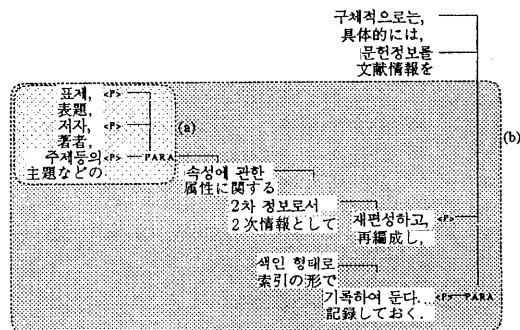 구체적으로는,
具体的には,
문헌정보를
文献情報を
표제, <P>
表題,
저자, <P>
著者,
주제등의 <P> PARA
主題などの
(a)
(b)
속성에 관한
属性に関する
2차 정보로서
2次情報として
재편성하고, <P>
再編成し,
색인 형태로
索引の形で
기록하여 둔다... <P> PARA
記録しておく.